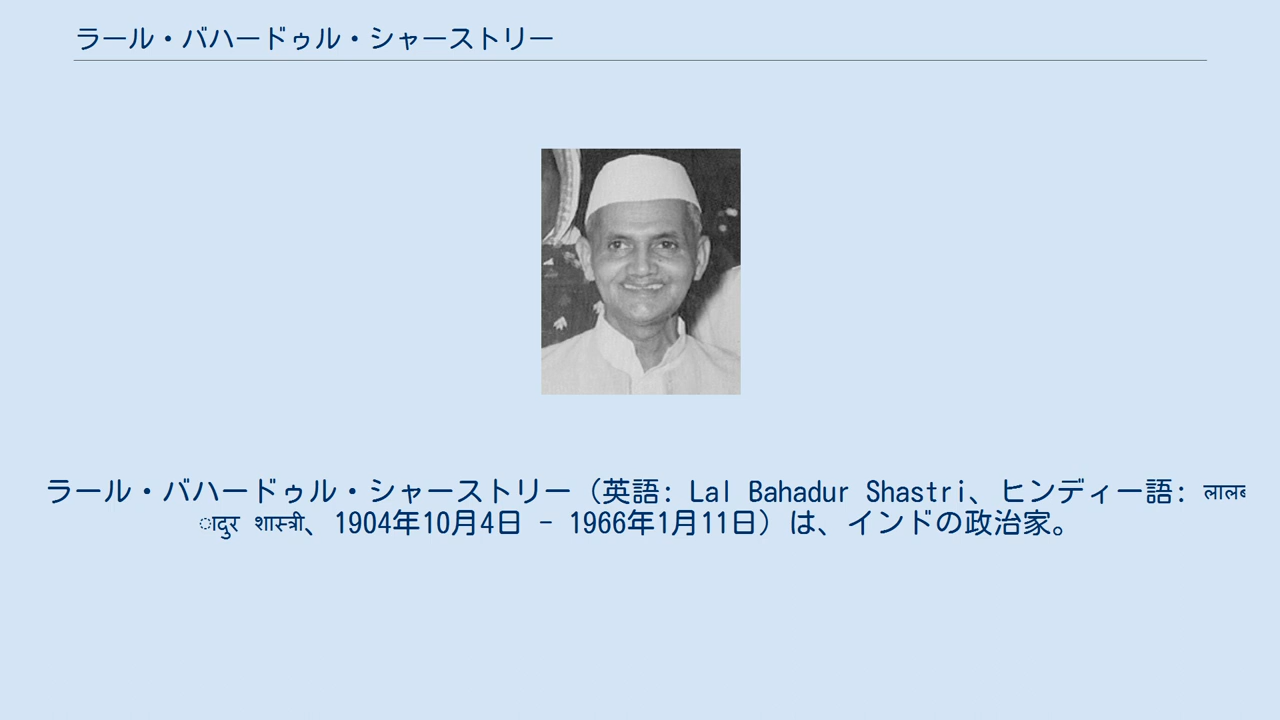 ラール・バハードゥル・シャーストリー
ラール・バハードゥル・シャーストリー（英語: Lal Bahadur Shastri、ヒンディー語: लालब
ादुर शास्त्री、1904年10月4日 - 1966年1月11日）は、インドの政治家。